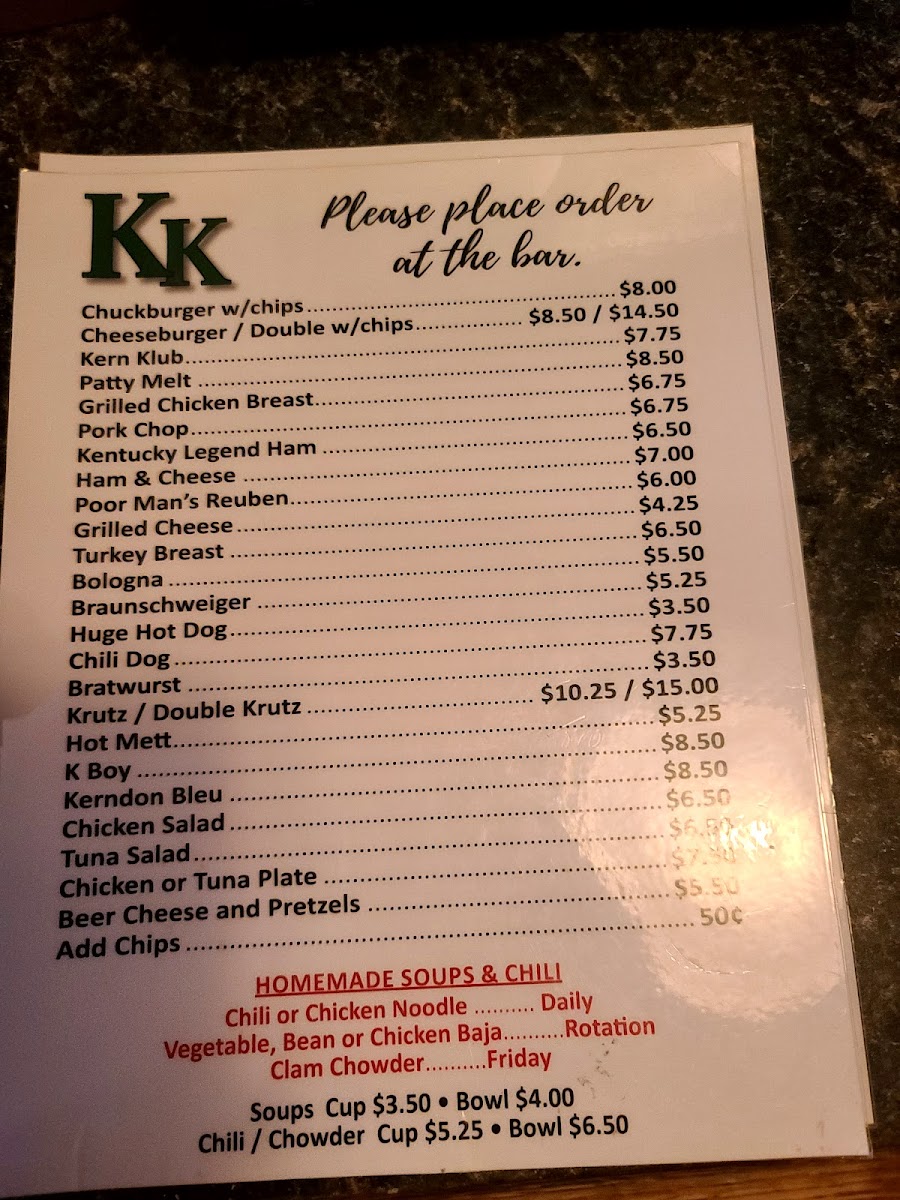 KK
Please place order
at the bar.
Chuckburger w/chips........................................ $8.00
Cheeseburger / Double w/chips................ $8.50 / $14.50
Kern Klub........................................ $7.75
Patty Melt ........................................ $8.50
Grilled Chicken Breast........................................ $6.75
Pork Chop........................................ $6.75
Kentucky Legend Ham ........................................ $6.50
Ham & Cheese ........................................ $7.00
Poor Man's Reuben........................................ $6.00
Grilled Cheese ........................................ $4.25
Turkey Breast ........................................ $6.50
Bologna ........................................ $5.50
Braunschweiger ........................................ $5.25
Huge Hot Dog........................................ $3.50
Chili Dog ........................................ $7.75
Bratwurst ........................................ $3.50
Krutz / Double Krutz ................................ $10.25 / $15.00
Hot Mett........................................ $5.25
K Boy ........................................ $8.50
Kerndon Bleu ........................................ $8.50
Chicken Salad ........................................ $6.50
Tuna Salad........................................ $6.50
Chicken or Tuna Plate ........................................ $7.50
Beer Cheese and Pretzels ........................................ $5.50
Add Chips ........................................ 50¢
HOMEMADE SOUPS & CHILI
Chili or Chicken Noodle .......... Daily
Vegetable, Bean or Chicken Baja..........Rotation
Clam Chowder..........Friday
Soups Cup $3.50 • Bowl $4.00
Chili / Chowder Cup $5.25 • Bowl $6.50